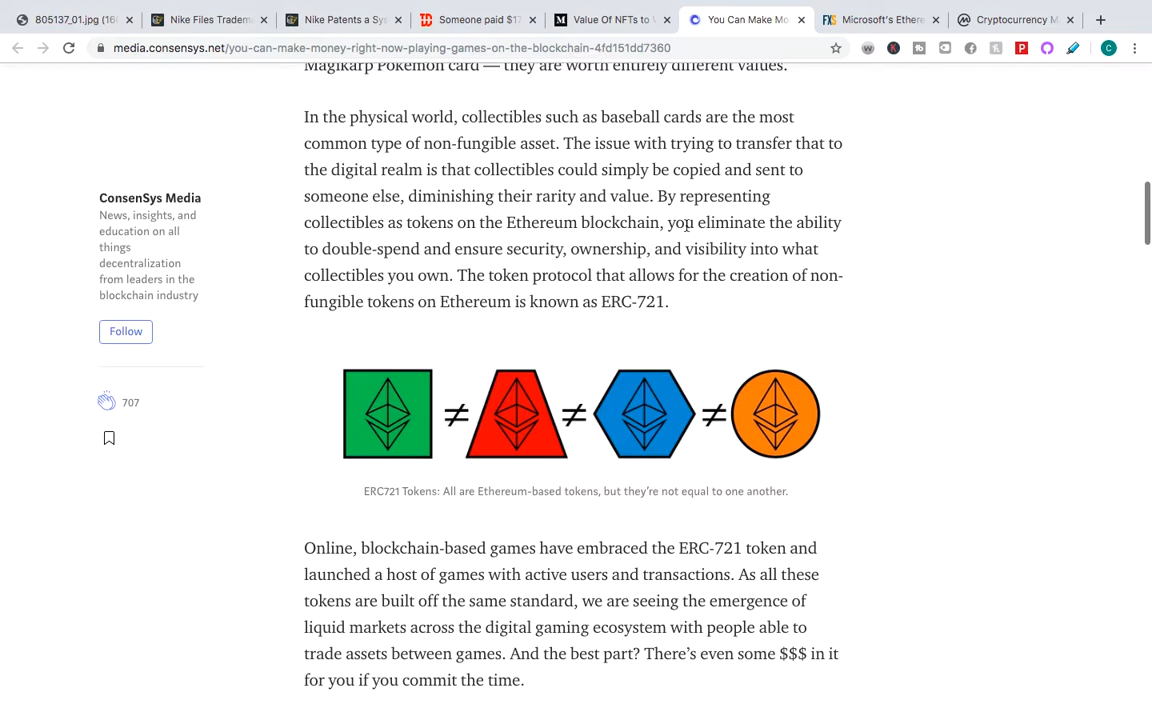 805137_01.jpg (16
Nike Files Tradem
Nike Patents a Sys
Someone paid $17
Value Of NFTs to
You Can Make Mo
Microsoft's Ethere
Cryptocurrency M
media.consensys.net/you-can-make-money-right-now-playing-games-on-the-blockchain-4fd151dd7360
Magikarp Pokemon card — they are worth entirely different values.
In the physical world, collectibles such as baseball cards are the most
common type of non-fungible asset. The issue with trying to transfer that to
the digital realm is that collectibles could simply be copied and sent to
someone else, diminishing their rarity and value. By representing
collectibles as tokens on the Ethereum blockchain, you eliminate the ability
to double-spend and ensure security, ownership, and visibility into what
collectibles you own. The token protocol that allows for the creation of non-
fungible tokens on Ethereum is known as ERC-721.
ConsenSys Media
News, insights, and
education on all
things
decentralization
from leaders in the
blockchain industry
Follow
707
≠ ≠ ≠
ERC721 Tokens: All are Ethereum-based tokens, but they're not equal to one another.
Online, blockchain-based games have embraced the ERC-721 token and
launched a host of games with active users and transactions. As all these
tokens are built off the same standard, we are seeing the emergence of
liquid markets across the digital gaming ecosystem with people able to
trade assets between games. And the best part? There's even some $$$ in it
for you if you commit the time.